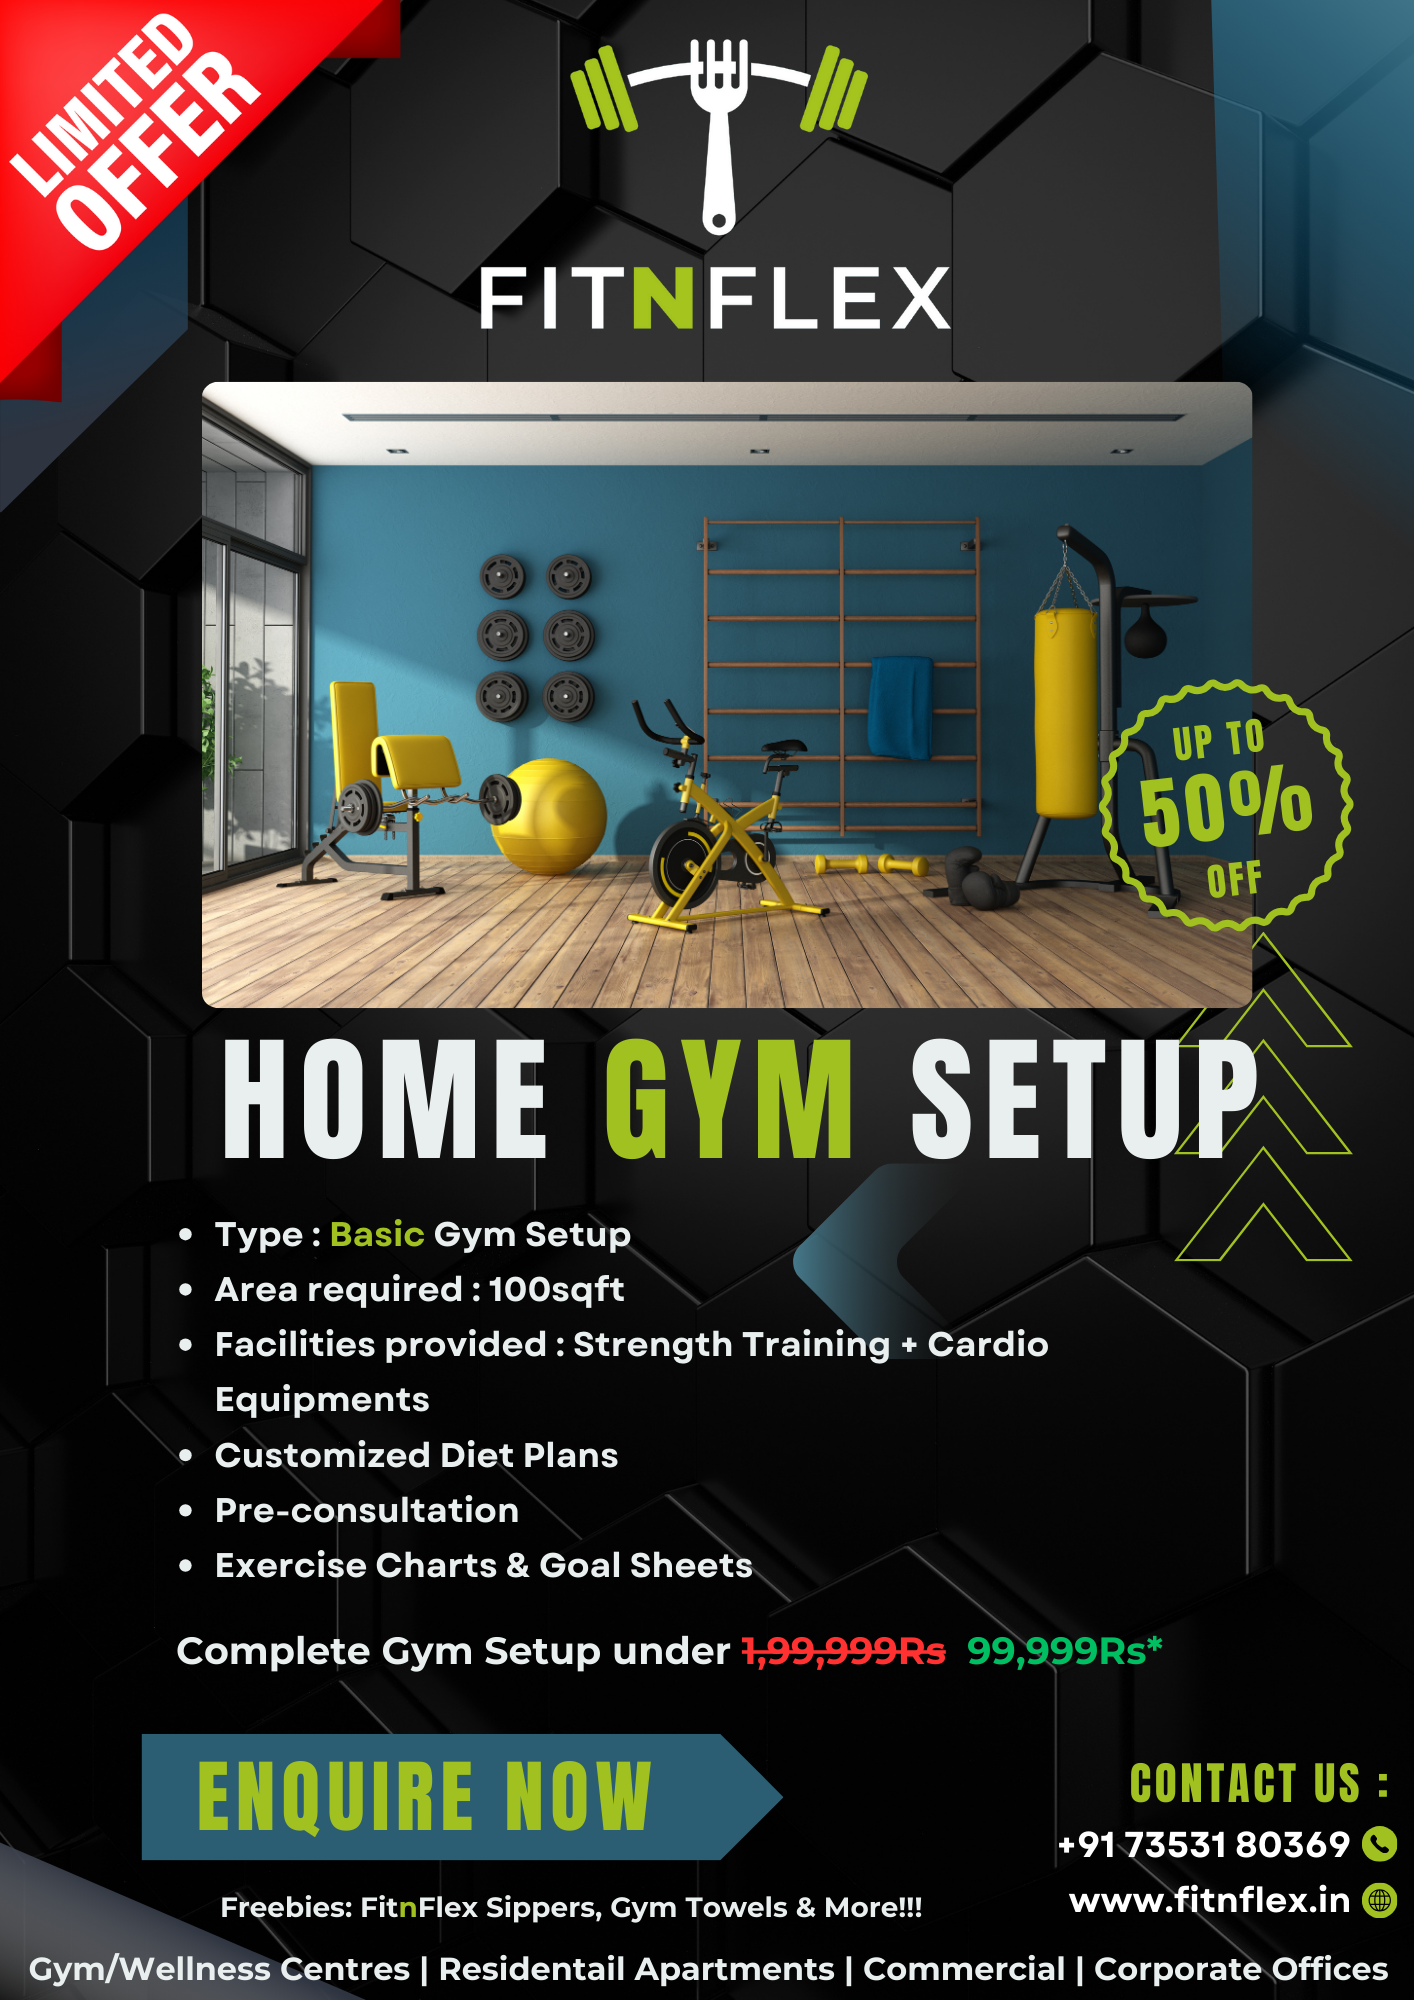 LIMITED
OFFER
FITNFLEX
UP TO
50%
OFF
HOME GYM SETUP
• Type : Basic Gym Setup
• Area required : 100sqft
• Facilities provided : Strength Training + Cardio
Equipments
• Customized Diet Plans
• Pre-consultation
• Exercise Charts & Goal Sheets
Complete Gym Setup under 1,99,999Rs 99,999Rs*
ENQUIRE NOW
CONTACT US :
+91 73531 80369
www.fitnflex.in
Freebies: FitnFlex Sippers, Gym Towels & More!!!
Gym/Wellness Centres | Residentail Apartments | Commercial | Corporate Offices